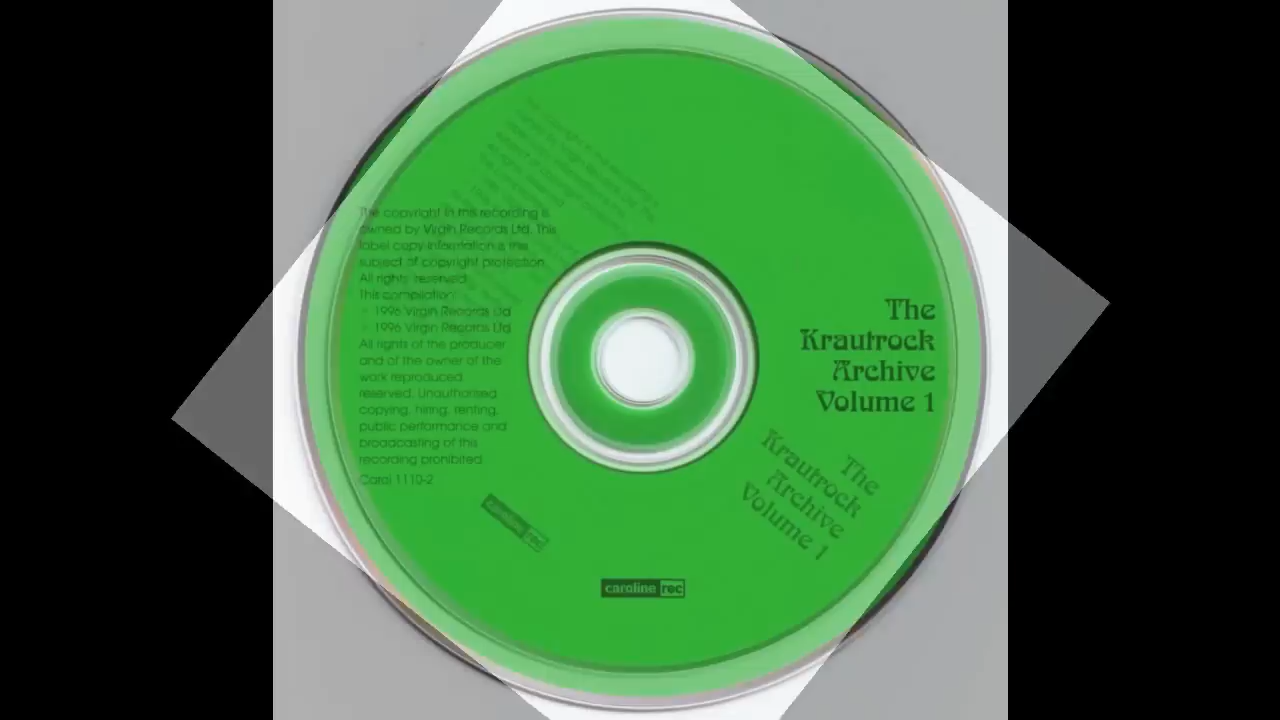 The copyright in this recording is
owned by Virgin Records Ltd. This
label copy information is the
subject of copyright protection.
All rights reserved.
This compilation:
1996 Virgin Records Ltd
1996 Virgin Records Ltd
All rights of the producer
and of the owner of the
work reproduced
reserved. Unauthorised
copying, hiring, renting,
public performance and
broadcasting of this
recording prohibited
Carol 1110-2
The
Krautrock
Archive
Volume 1
The
Krautrock
Archive
Volume 1
caroline rec
caroline rec